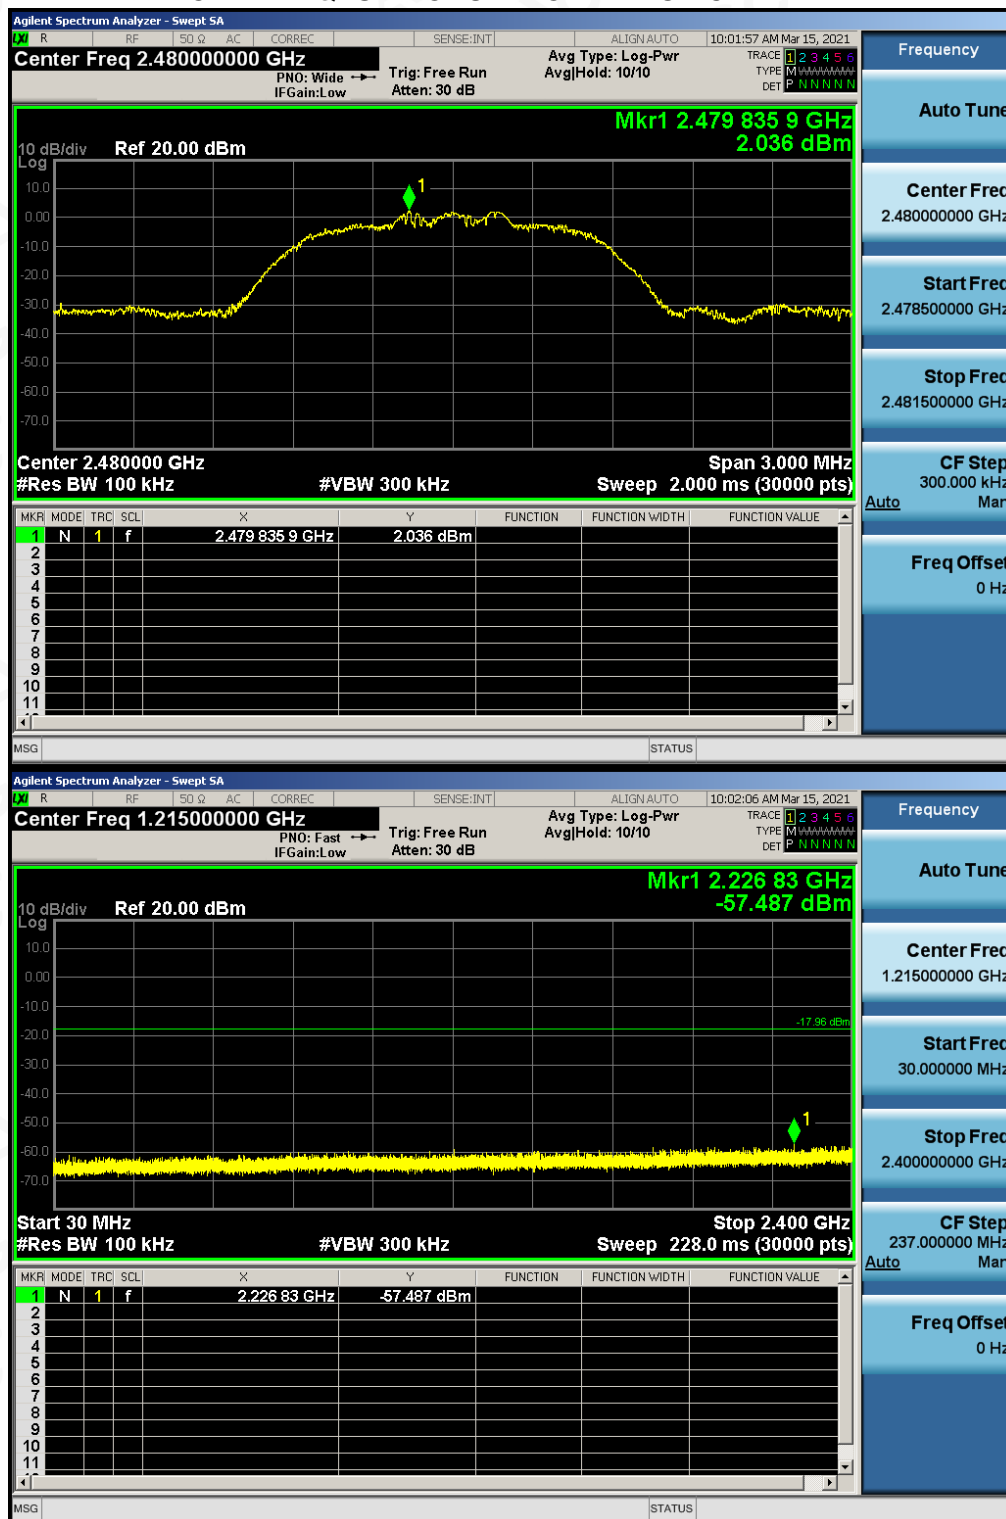 Agilent Spectrum Analyzer - Swept SA
LXI R RF 50 Ω AC CORREC SENSE:INT ALIGN AUTO 10:01:57 AM Mar 15, 2021
Center Freq 2.480000000 GHz
PNO: Wide
IFGain:Low
Trig: Free Run
Atten: 30 dB
Avg Type: Log-Pwr
Avg|Hold: 10/10
TRACE 1 2 3 4 5 6
TYPE M
DET P N N N N N
Frequency
Auto Tune
Center Freq
2.480000000 GHz
Start Freq
2.478500000 GHz
Stop Freq
2.481500000 GHz
CF Step
300.000 kHz
Auto Man
Freq Offset
0 Hz
Mkr1 2.479 835 9 GHz
2.036 dBm
10 dB/div Ref 20.00 dBm
Log
10.0
0.00
-10.0
-20.0
-30.0
-40.0
-50.0
-60.0
-70.0
1
Center 2.480000 GHz Span 3.000 MHz
#Res BW 100 kHz #VBW 300 kHz Sweep 2.000 ms (30000 pts)
MKR MODE TRC SCL X Y FUNCTION FUNCTION WIDTH FUNCTION VALUE
1 N 1 f 2.479 835 9 GHz 2.036 dBm
2
3
4
5
6
7
8
9
10
11
MSG STATUS
Agilent Spectrum Analyzer - Swept SA
LXI R RF 50 Ω AC CORREC SENSE:INT ALIGN AUTO 10:02:06 AM Mar 15, 2021
Center Freq 1.215000000 GHz
PNO: Fast
IFGain:Low
Trig: Free Run
Atten: 30 dB
Avg Type: Log-Pwr
Avg|Hold: 10/10
TRACE 1 2 3 4 5 6
TYPE M
DET P N N N N N
Frequency
Auto Tune
Center Freq
1.215000000 GHz
Start Freq
30.000000 MHz
Stop Freq
2.400000000 GHz
CF Step
237.000000 MHz
Auto Man
Freq Offset
0 Hz
Mkr1 2.226 83 GHz
-57.487 dBm
10 dB/div Ref 20.00 dBm
Log
10.0
0.00
-10.0
-20.0
-30.0
-40.0
-50.0
-60.0
-70.0
-17.96 dBm
1
Start 30 MHz Stop 2.400 GHz
#Res BW 100 kHz #VBW 300 kHz Sweep 228.0 ms (30000 pts)
MKR MODE TRC SCL X Y FUNCTION FUNCTION WIDTH FUNCTION VALUE
1 N 1 f 2.226 83 GHz -57.487 dBm
2
3
4
5
6
7
8
9
10
11
MSG STATUS